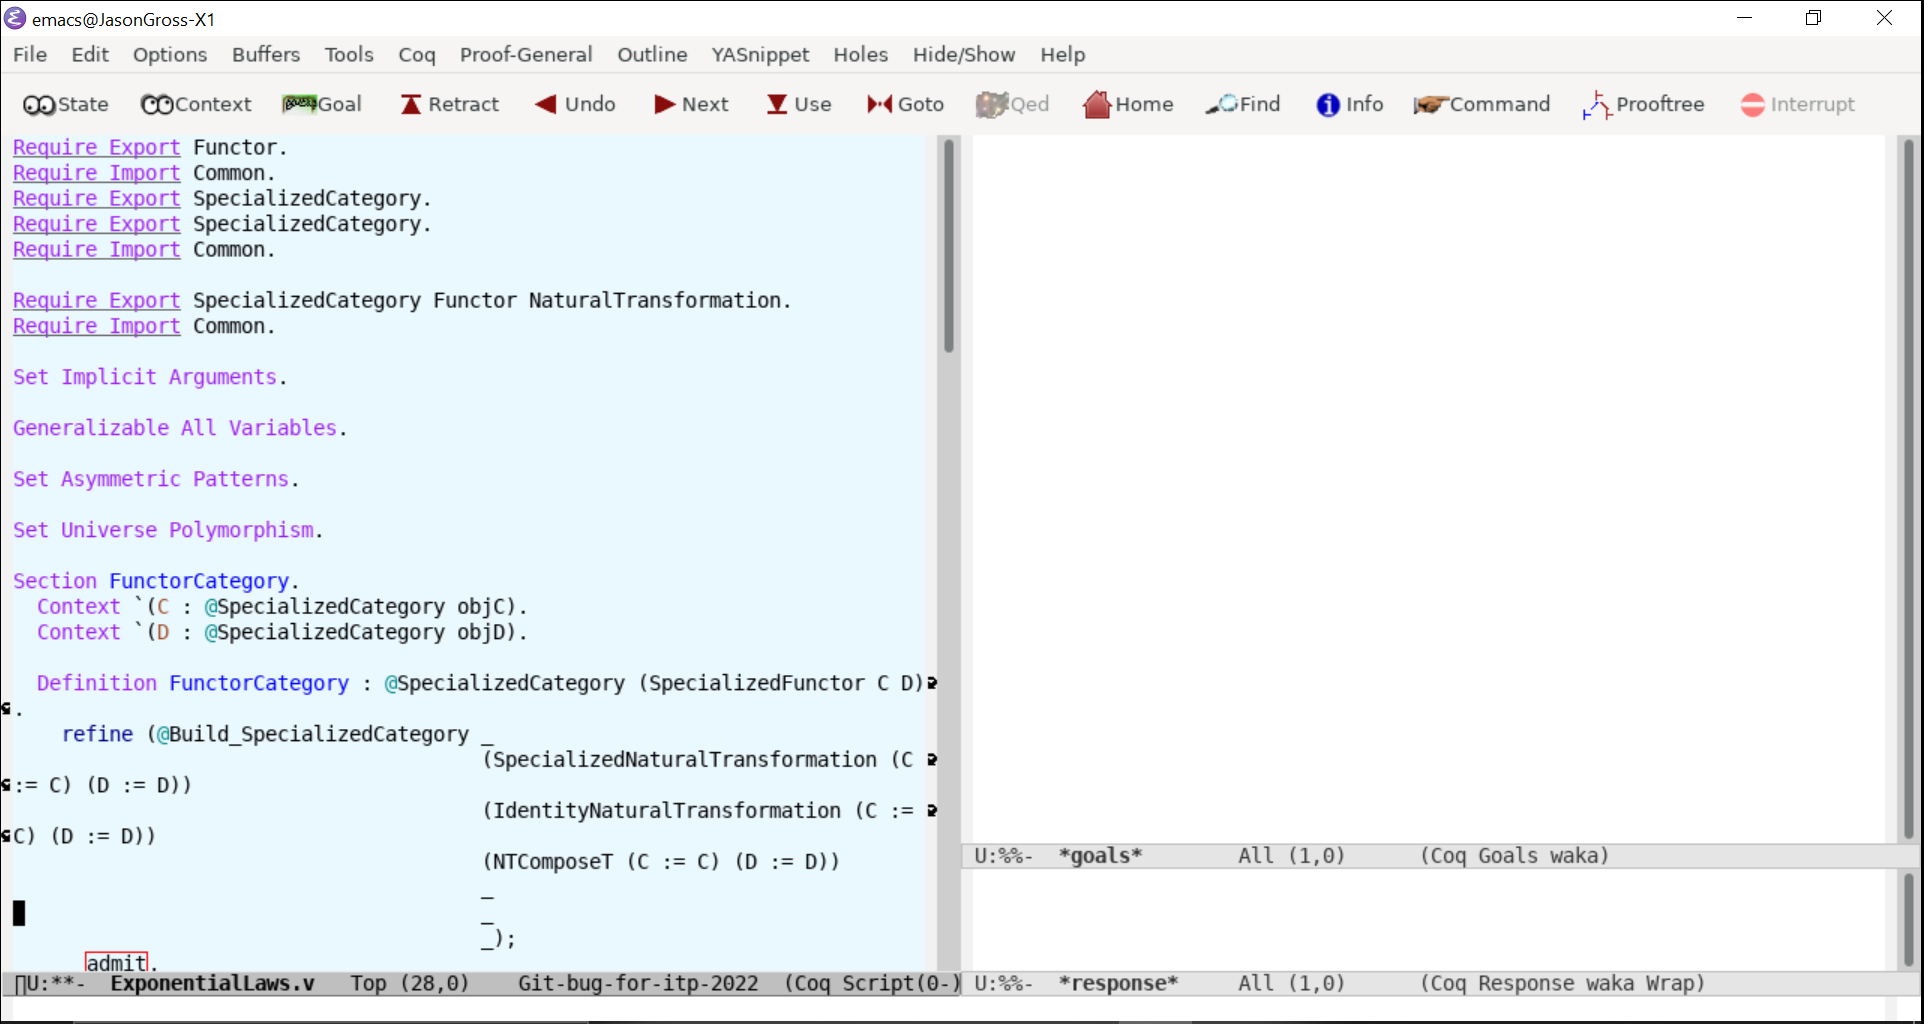 emacs@JasonGross-X1
File Edit Options Buffers Tools Coq Proof-General Outline YASnippet Holes Hide/Show Help
State Context Goal Retract Undo Next Use Goto Qed Home Find Info Command Prooftree Interrupt
Require Export Functor.
Require Import Common.
Require Export SpecializedCategory.
Require Export SpecializedCategory.
Require Import Common.
Require Export SpecializedCategory Functor NaturalTransformation.
Require Import Common.
Set Implicit Arguments.
Generalizable All Variables.
Set Asymmetric Patterns.
Set Universe Polymorphism.
Section FunctorCategory.
Context `(C : @SpecializedCategory objC).
Context `(D : @SpecializedCategory objD).
Definition FunctorCategory : @SpecializedCategory (SpecializedFunctor C D)
.
refine (@Build_SpecializedCategory _
(SpecializedNaturalTransformation (C
:= C) (D := D))
(IdentityNaturalTransformation (C :=
C) (D := D))
(NTComposeT (C := C) (D := D))
_
_
_);
admit.
U:**- ExponentialLaws.v Top (28,0) Git-bug-for-itp-2022 (Coq Script(0-)
U:%%- *goals* All (1,0) (Coq Goals waka)
U:%%- *response* All (1,0) (Coq Response waka Wrap)